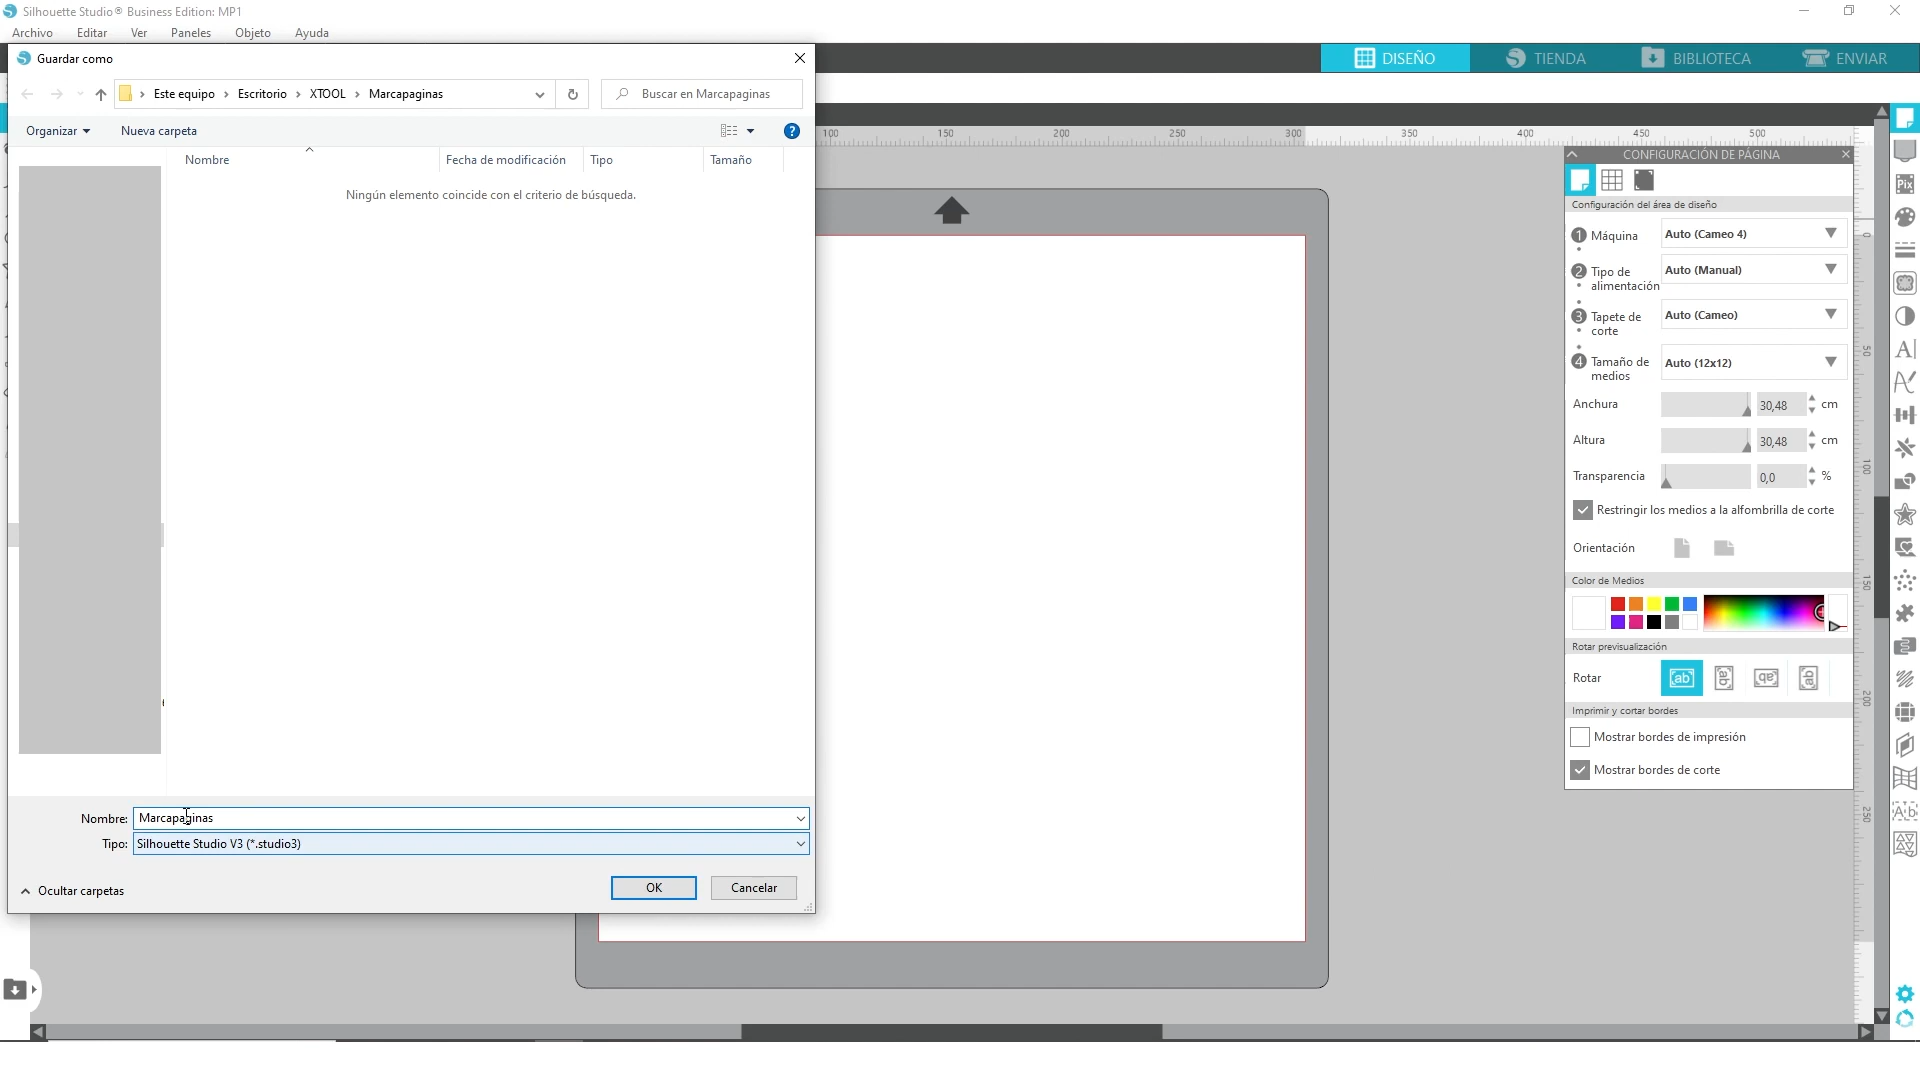 Silhouette Studio® Business Edition: MP1
Archivo Editar Ver Paneles Objeto Ayuda
Guardar como
DISEÑO TIENDA BIBLIOTECA ENVIAR
Este equipo › Escritorio › XTOOL › Marcapaginas
Buscar en Marcapaginas
Organizar Nueva carpeta ?
Nombre Fecha de modificación Tipo Tamaño
Ningún elemento coincide con el criterio de búsqueda.
Nombre: Marcapaginas
Tipo: Silhouette Studio V3 (*.studio3)
Ocultar carpetas OK Cancelar
100 150 200 250 300 350 400 450 500
0
50
100
150
200
250
CONFIGURACIÓN DE PÁGINA
Configuración del área de diseño
1 Máquina Auto (Cameo 4)
2 Tipo de alimentación Auto (Manual)
3 Tapete de corte Auto (Cameo)
4 Tamaño de medios Auto (12x12)
Anchura 30,48 cm
Altura 30,48 cm
Transparencia 0,0 %
Restringir los medios a la alfombrilla de corte
Orientación
Color de Medios
Rotar previsualización
Rotar ab ab ab ab
Imprimir y cortar bordes
Mostrar bordes de impresión
Mostrar bordes de corte
Pix
A
A b